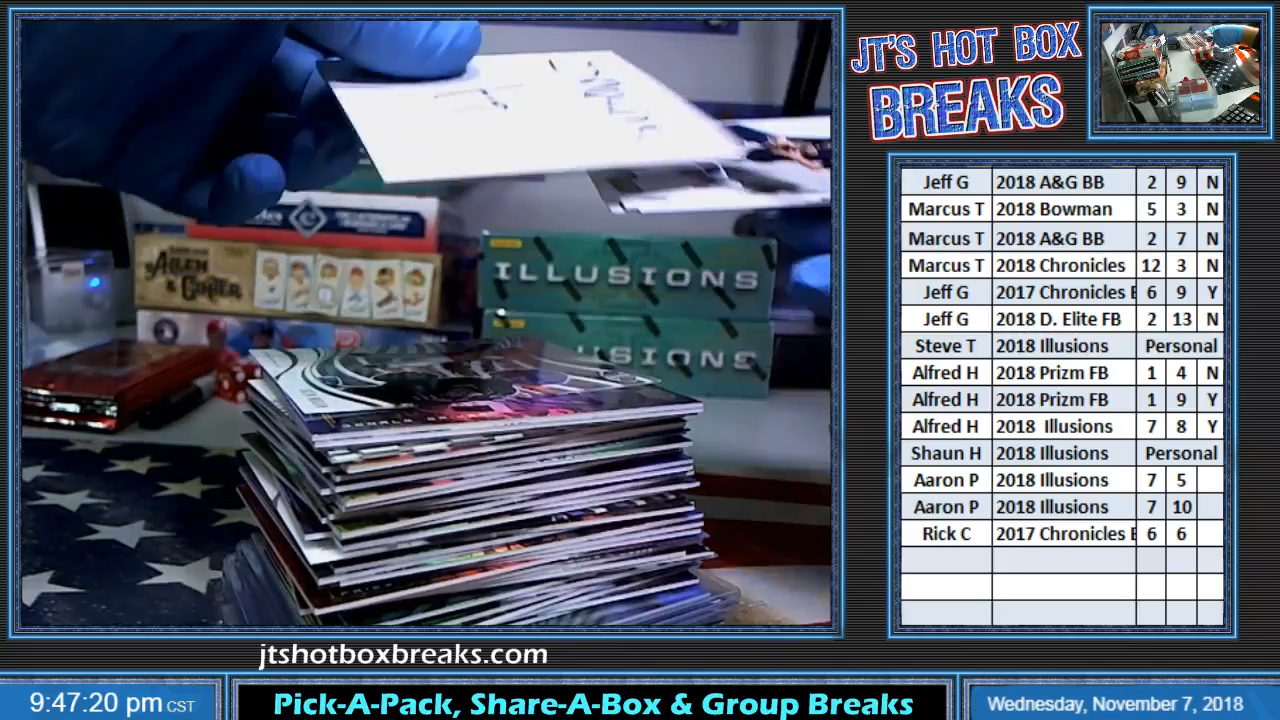 JT'S HOT BOX
BREAKS
Jeff G 2018 A&G BB 2 9 N
Marcus T 2018 Bowman 5 3 N
Marcus T 2018 A&G BB 2 7 N
Marcus T 2018 Chronicles 12 3 N
Jeff G 2017 Chronicles 6 9 Y
Jeff G 2018 D. Elite FB 2 13 N
Steve T 2018 Illusions Personal
Alfred H 2018 Prizm FB 1 4 N
Alfred H 2018 Prizm FB 1 9 Y
Alfred H 2018 Illusions 7 8 Y
Shaun H 2018 Illusions Personal
Aaron P 2018 Illusions 7 5
Aaron P 2018 Illusions 7 10
Rick C 2017 Chronicles 6 6
ALLEN
& GINTER
ILLUSIONS
USIONS
jtshotboxbreaks.com
9:47:20 pm CST
Pick-A-Pack, Share-A-Box & Group Breaks
Wednesday, November 7, 2018